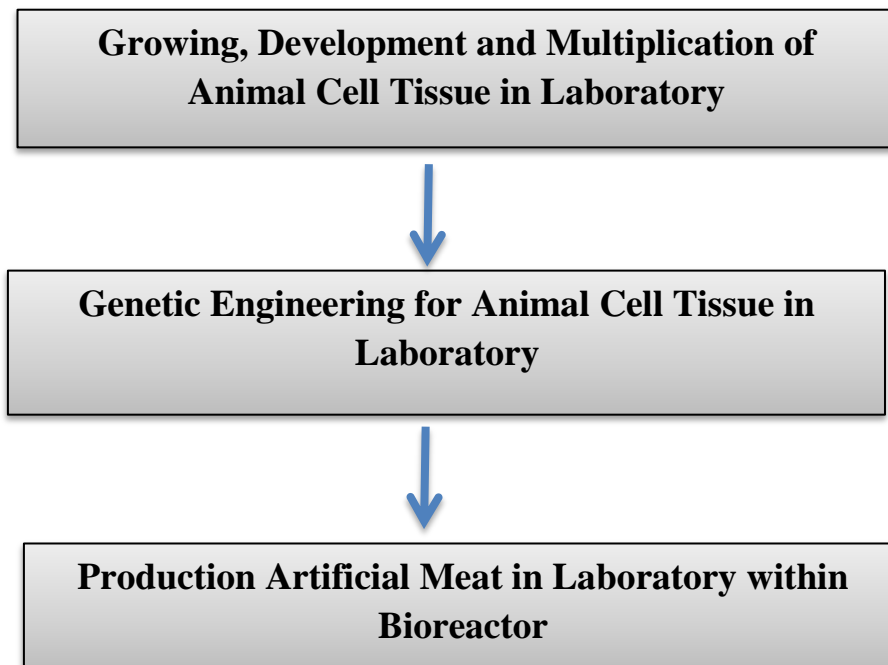 Growing, Development and Multiplication of
Animal Cell Tissue in Laboratory
Genetic Engineering for Animal Cell Tissue in
Laboratory
Production Artificial Meat in Laboratory within
Bioreactor